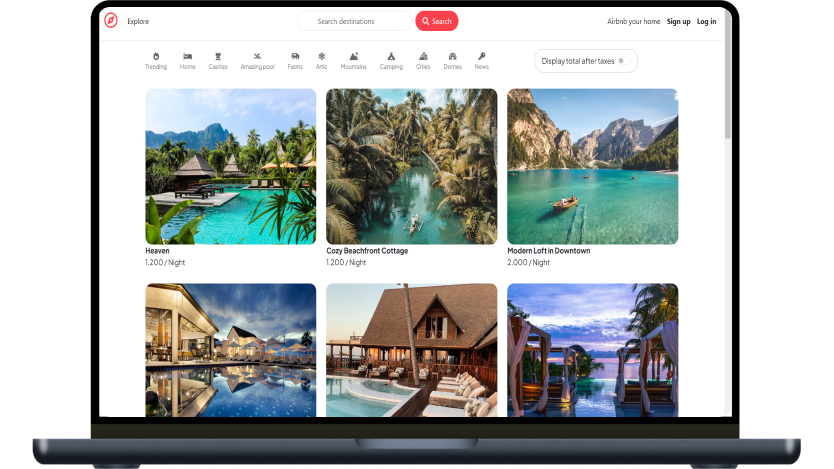 Explore
Search destinations
Search
Airbnb your home Sign up Log in
Trending Home Castles Amazing pool Farms Artic Mountains Camping Cities Domes News
Display total after taxes
Heaven
1,200 / Night
Cozy Beachfront Cottage
1,200 / Night
Modern Loft in Downtown
2,000 / Night